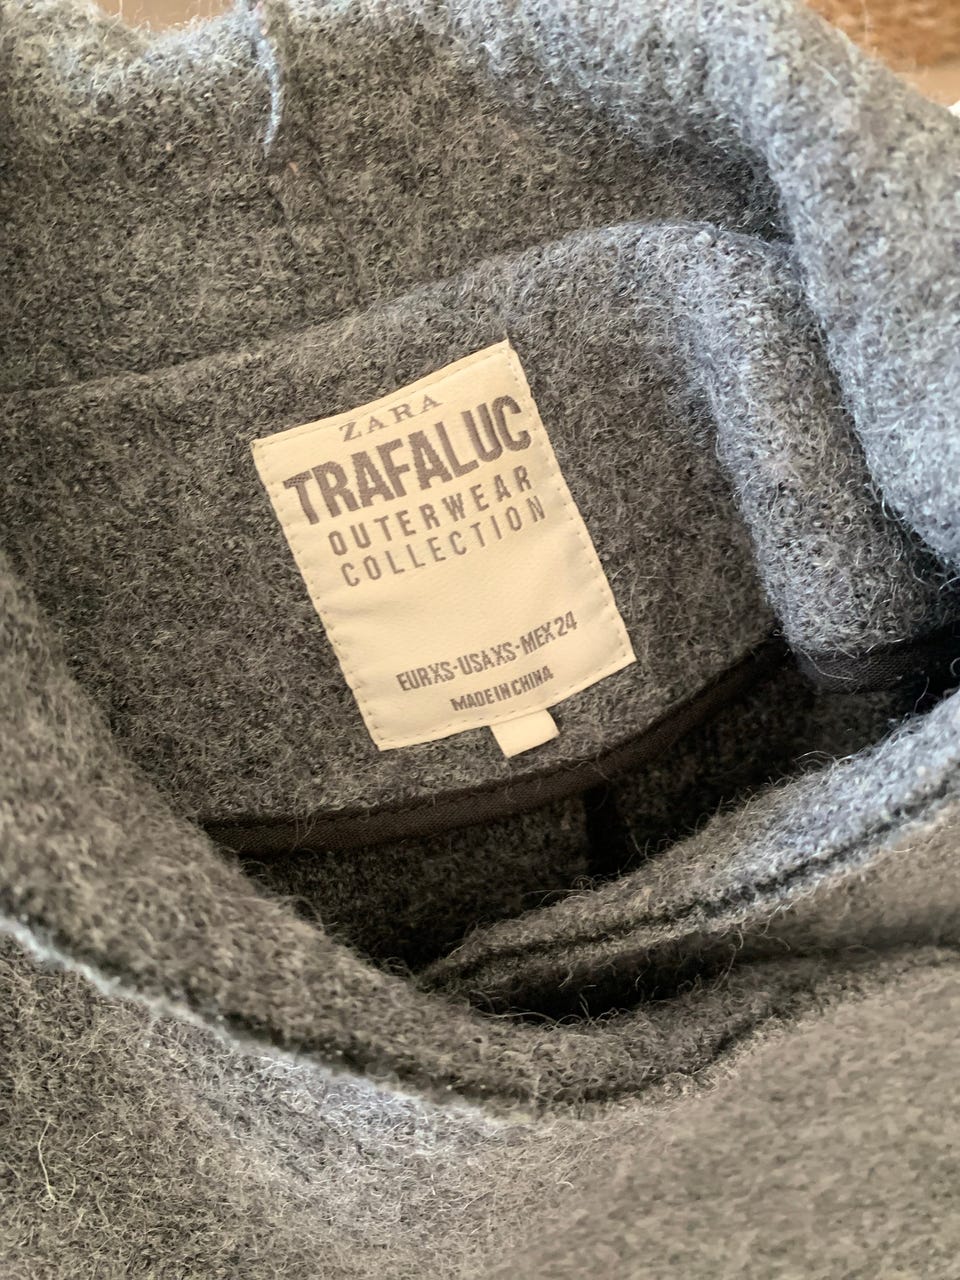 ZARA
TRAFALUC
OUTERWEAR
COLLECTION
EUR XS-USA XS-MEX 24
MADE IN CHINA